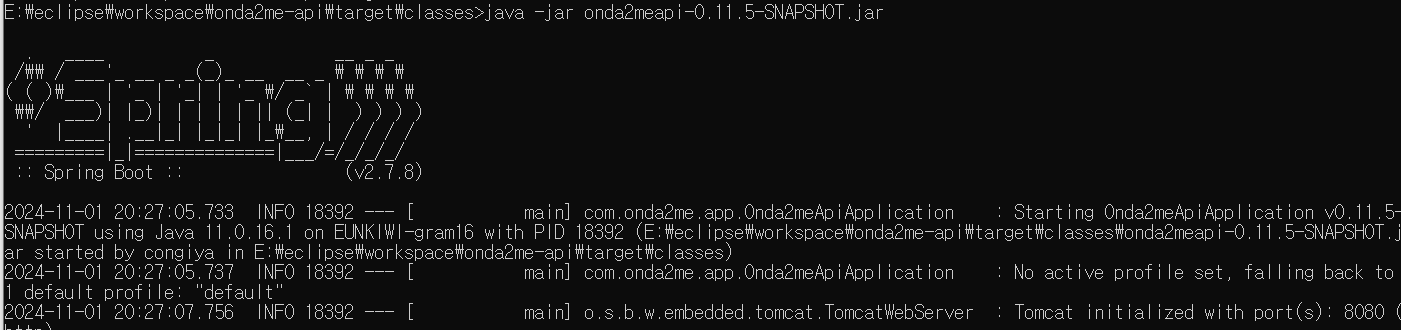 E:₩eclipse₩workspace₩onda2me-api₩target₩classes>java -jar onda2meapi-0.11.5-SNAPSHOT.jar
  .   ____          _            __ _ _
 /₩₩ / ___'_ __ _ _(_)_ __  __ _ ₩ ₩ ₩ ₩
( ( )₩___ | '_ | '_| | '_ ₩/ _` | ₩ ₩ ₩ ₩
 ₩₩/  ___)| |_)| | | | | || (_| |  ) ) ) )
  '  |____| .__|_| |_|_| |_₩__, | / / / /
 =========|_|==============|___/=/_/_/_/
 :: Spring Boot ::                (v2.7.8)
2024-11-01 20:27:05.733  INFO 18392 --- [           main] com.onda2me.app.Onda2meApiApplication    : Starting Onda2meApiApplication v0.11.5-
SNAPSHOT using Java 11.0.16.1 on EUNKIWI-gram16 with PID 18392 (E:₩eclipse₩workspace₩onda2me-api₩target₩classes₩onda2meapi-0.11.5-SNAPSHOT.j
ar started by congiya in E:₩eclipse₩workspace₩onda2me-api₩target₩classes)
2024-11-01 20:27:05.737  INFO 18392 --- [           main] com.onda2me.app.Onda2meApiApplication    : No active profile set, falling back to
1 default profile: "default"
2024-11-01 20:27:07.756  INFO 18392 --- [           main] o.s.b.w.embedded.tomcat.TomcatWebServer  : Tomcat initialized with port(s): 8080 (
http)